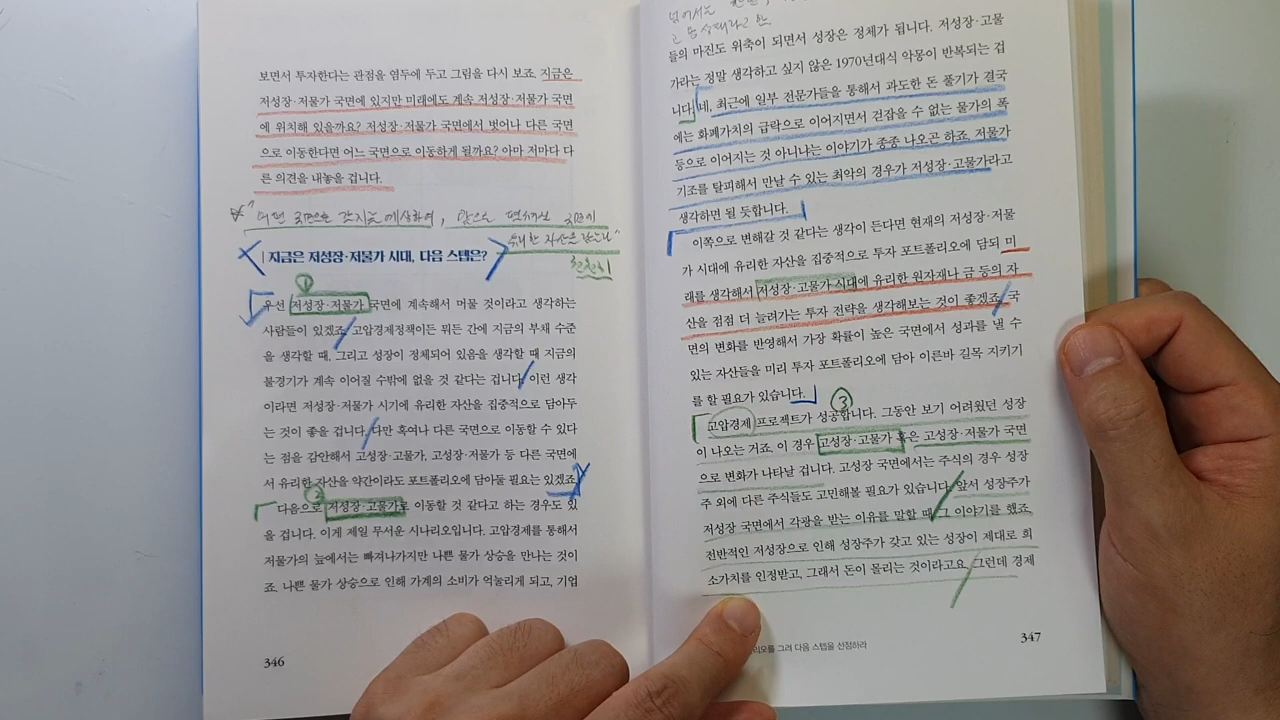 보면서 투자한다는 관점을 염두에 두고 그림을 다시 보죠. 지금은
저성장·저물가 국면에 있지만 미래에도 계속 저성장·저물가 국면
에 위치해 있을까요? 저성장·저물가 국면에서 벗어나 다른 국면
으로 이동한다면 어느 국면으로 이동하게 될까요? 아마 저마다 다
른 의견을 내놓을 겁니다.
지금은 저성장·저물가 시대, 다음 스텝은?
①
우선 저성장·저물가 국면에 계속해서 머물 것이라고 생각하는
사람들이 있겠죠. 고압경제정책이든 뭐든 간에 지금의 부채 수준
을 생각할 때, 그리고 성장이 정체되어 있음을 생각할 때 지금의
불경기가 계속 이어질 수밖에 없을 것 같다는 겁니다. 이런 생각
이라면 저성장·저물가 시기에 유리한 자산을 집중적으로 담아두
는 것이 좋을 겁니다. 다만 혹여나 다른 국면으로 이동할 수 있다
는 점을 감안해서 고성장·고물가, 고성장·저물가 등 다른 국면에
서 유리한 자산을 약간이라도 포트폴리오에 담아둘 필요는 있겠죠.
②
다음으로 저성장·고물가로 이동할 것 같다고 하는 경우도 있
을 겁니다. 이게 제일 무서운 시나리오입니다. 고압경제를 통해서
저물가의 늪에서는 빠져나가지만 나쁜 물가 상승을 만나는 것이
죠. 나쁜 물가 상승으로 인해 가계의 소비가 억눌리게 되고, 기업
346
들의 마진도 위축이 되면서 성장은 정체가 됩니다. 저성장·고물
가라는 정말 생각하고 싶지 않은 1970년대식 악몽이 반복되는 겁
니다. 네, 최근에 일부 전문가들을 통해서 과도한 돈 풀기가 결국
에는 화폐가치의 급락으로 이어지면서 걷잡을 수 없는 물가의 폭
등으로 이어지는 것 아니냐는 이야기가 종종 나오곤 하죠. 저물가
기조를 탈피해서 만날 수 있는 최악의 경우가 저성장·고물가라고
생각하면 될 듯합니다.
이쪽으로 변해갈 것 같다는 생각이 든다면 현재의 저성장·저물
가 시대에 유리한 자산을 집중적으로 투자 포트폴리오에 담되 미
래를 생각해서 저성장·고물가 시대에 유리한 원자재나 금 등의 자
산을 점점 더 늘려가는 투자 전략을 생각해보는 것이 좋겠죠. 국
면의 변화를 반영해서 가장 확률이 높은 국면에서 성과를 낼 수
있는 자산들을 미리 투자 포트폴리오에 담아 이른바 길목 지키기
를 할 필요가 있습니다.
③
고압경제 프로젝트가 성공합니다. 그동안 보기 어려웠던 성장
이 나오는 거죠. 이 경우 고성장·고물가 혹은 고성장·저물가 국면
으로 변화가 나타날 겁니다. 고성장 국면에서는 주식의 경우 성장
주 외에 다른 주식들도 고민해볼 필요가 있습니다. 앞서 성장주가
저성장 국면에서 각광을 받는 이유를 말할 때 그 이야기를 했죠.
전반적인 저성장으로 인해 성장주가 갖고 있는 성장이 제대로 희
소가치를 인정받고, 그래서 돈이 몰리는 것이라고요. 그런데 경제
리오를 그려 다음 스텝을 선점하라
347